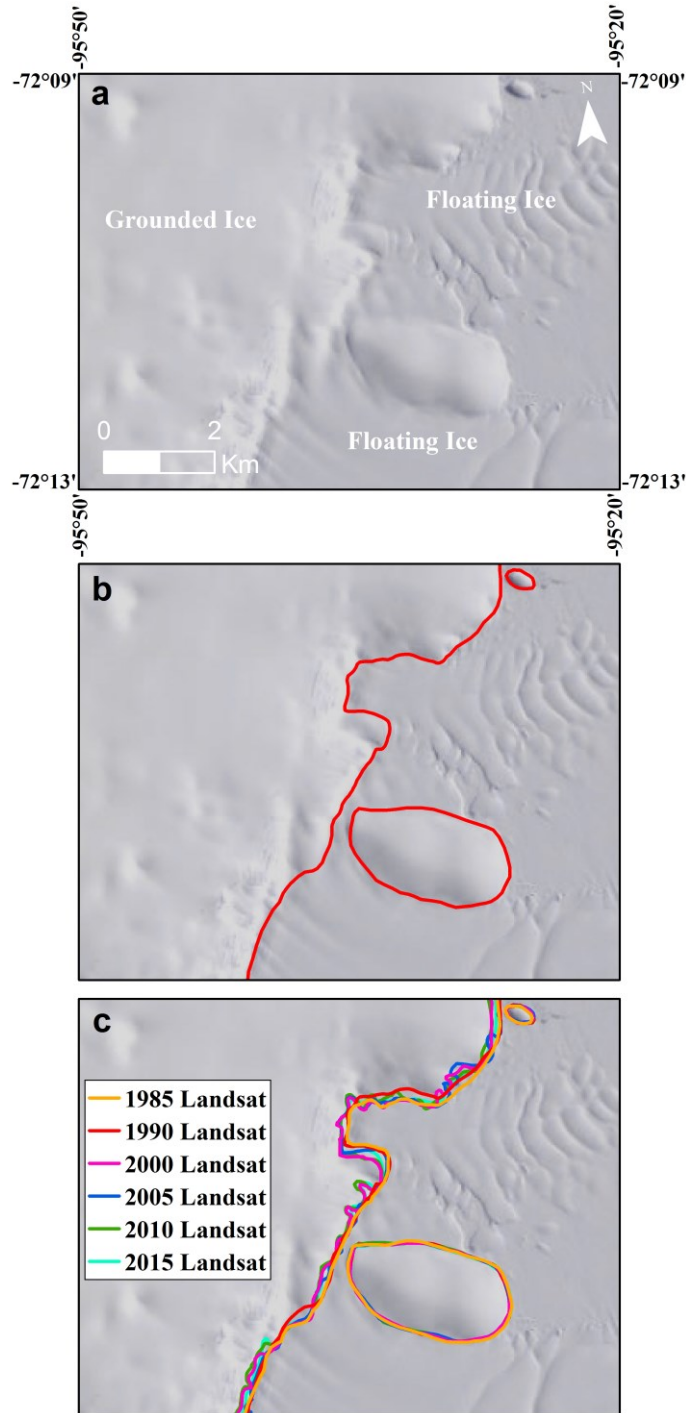 -95°50' -95°20'
-72°09' -72°09'
a
N
Grounded Ice
Floating Ice
0 2
Km
Floating Ice
-72°13' -72°13'
-95°50' -95°20'
b
c
1985 Landsat
1990 Landsat
2000 Landsat
2005 Landsat
2010 Landsat
2015 Landsat